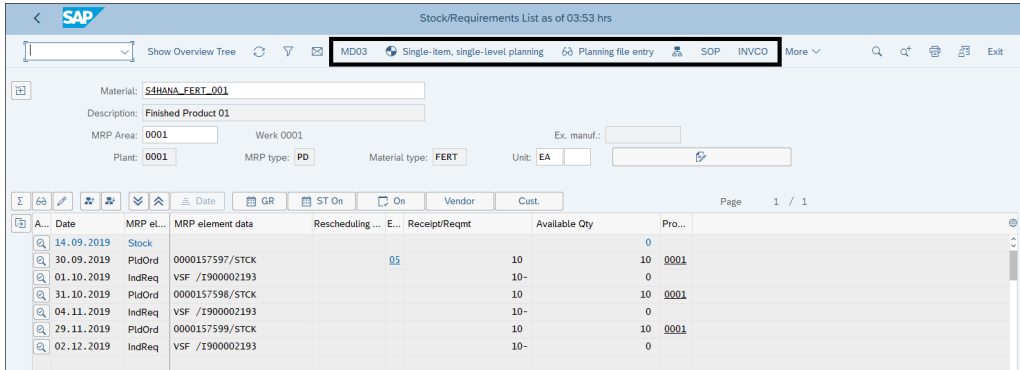 SAP
Stock/Requirements List as of 03:53 hrs
Show Overview Tree MD03 Single-item, single-level planning Planning file entry SOP INVCO More Exit
Material: S4HANA_FERT_001
Description: Finished Product 01
MRP Area: 0001 Werk 0001 Ex. manuf.:
Plant: 0001 MRP type: PD Material type: FERT Unit: EA
Σ Date GR ST On On Vendor Cust. Page 1 / 1
A... Date MRP el... MRP element data Rescheduling ... E... Receipt/Reqmt Available Qty Pro...
14.09.2019 Stock 0
30.09.2019 PldOrd 0000157597/STCK 05 10 10 0001
01.10.2019 IndReq VSF /I900002193 10- 0
31.10.2019 PldOrd 0000157598/STCK 10 10 0001
04.11.2019 IndReq VSF /I900002193 10- 0
29.11.2019 PldOrd 0000157599/STCK 10 10 0001
02.12.2019 IndReq VSF /I900002193 10- 0